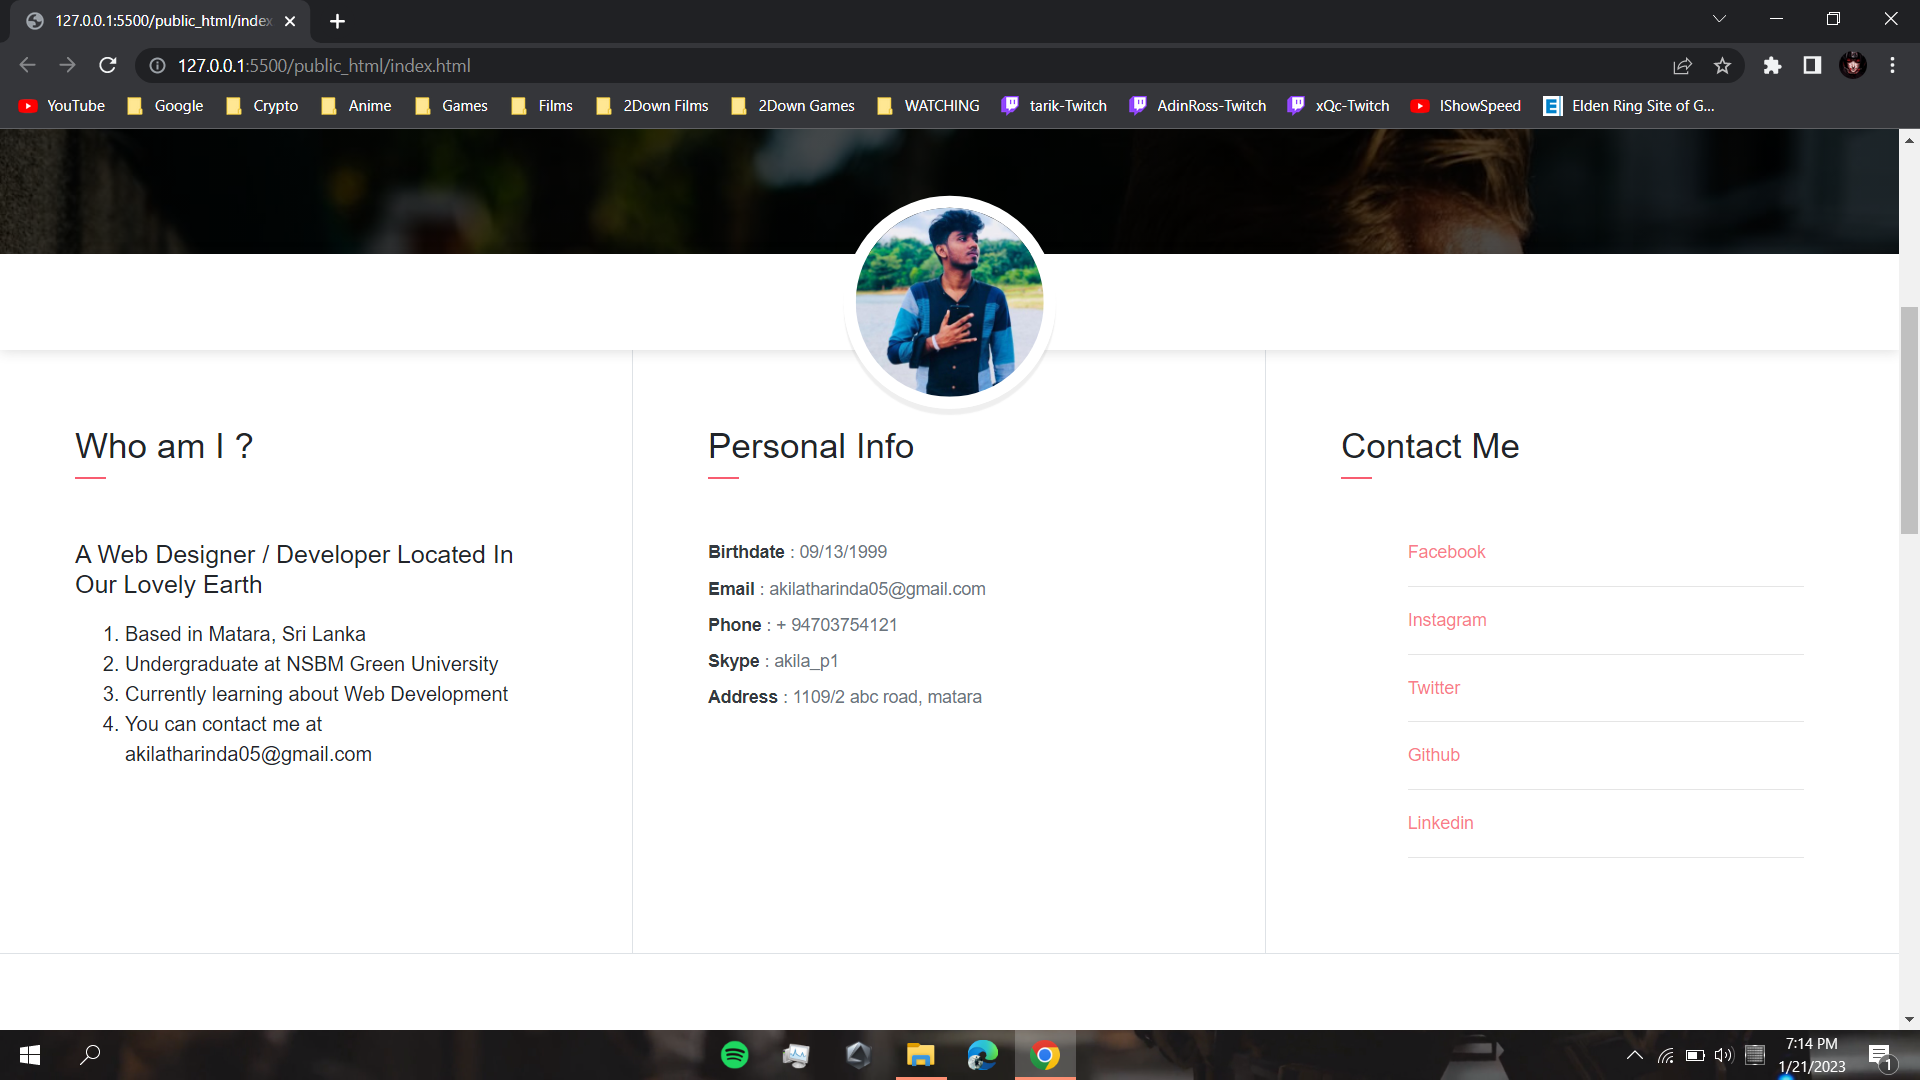 127.0.0.1:5500/public_html/index
127.0.0.1:5500/public_html/index.html
YouTube Google Crypto Anime Games Films 2Down Films 2Down Games WATCHING tarik-Twitch AdinRoss-Twitch xQc-Twitch IShowSpeed Elden Ring Site of G...
Who am I ?
A Web Designer / Developer Located In
Our Lovely Earth
1. Based in Matara, Sri Lanka
2. Undergraduate at NSBM Green University
3. Currently learning about Web Development
4. You can contact me at
akilatharinda05@gmail.com
Personal Info
Birthdate : 09/13/1999
Email : akilatharinda05@gmail.com
Phone : + 94703754121
Skype : akila_p1
Address : 1109/2 abc road, matara
Contact Me
Facebook
Instagram
Twitter
Github
Linkedin
7:14 PM
1/21/2023
1